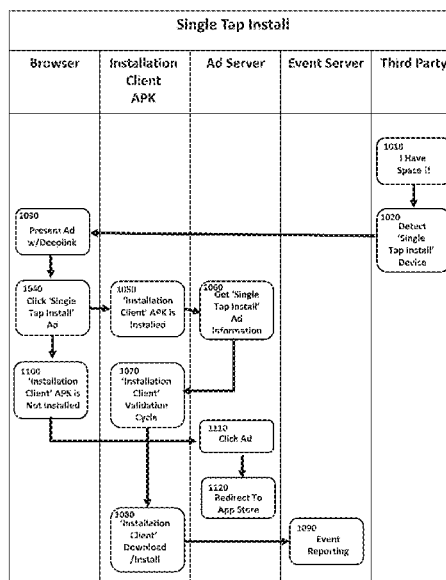 Single Tap Install
Browser
Installation
Client
APK
Ad Server
Event Server
Third Party
1010
I Have
Space it
1020
Detect 'Single
Tap Install'
Device
1030
Present Ad
w/Deeplink
1040
Click 'Single
Tap Install'
Ad
1050
'Installation
Client' APK is
Installed
1060
Get 'Single
Tap Install'
Ad
Information
1100
'Installation
Client' APK is
Not Installed
1070
'Installation
Client'
Validation
Cycle
1110
Click Ad
1120
Redirect To
App Store
1080
'Installation
Client'
Download
/Install
1090
Event
Reporting